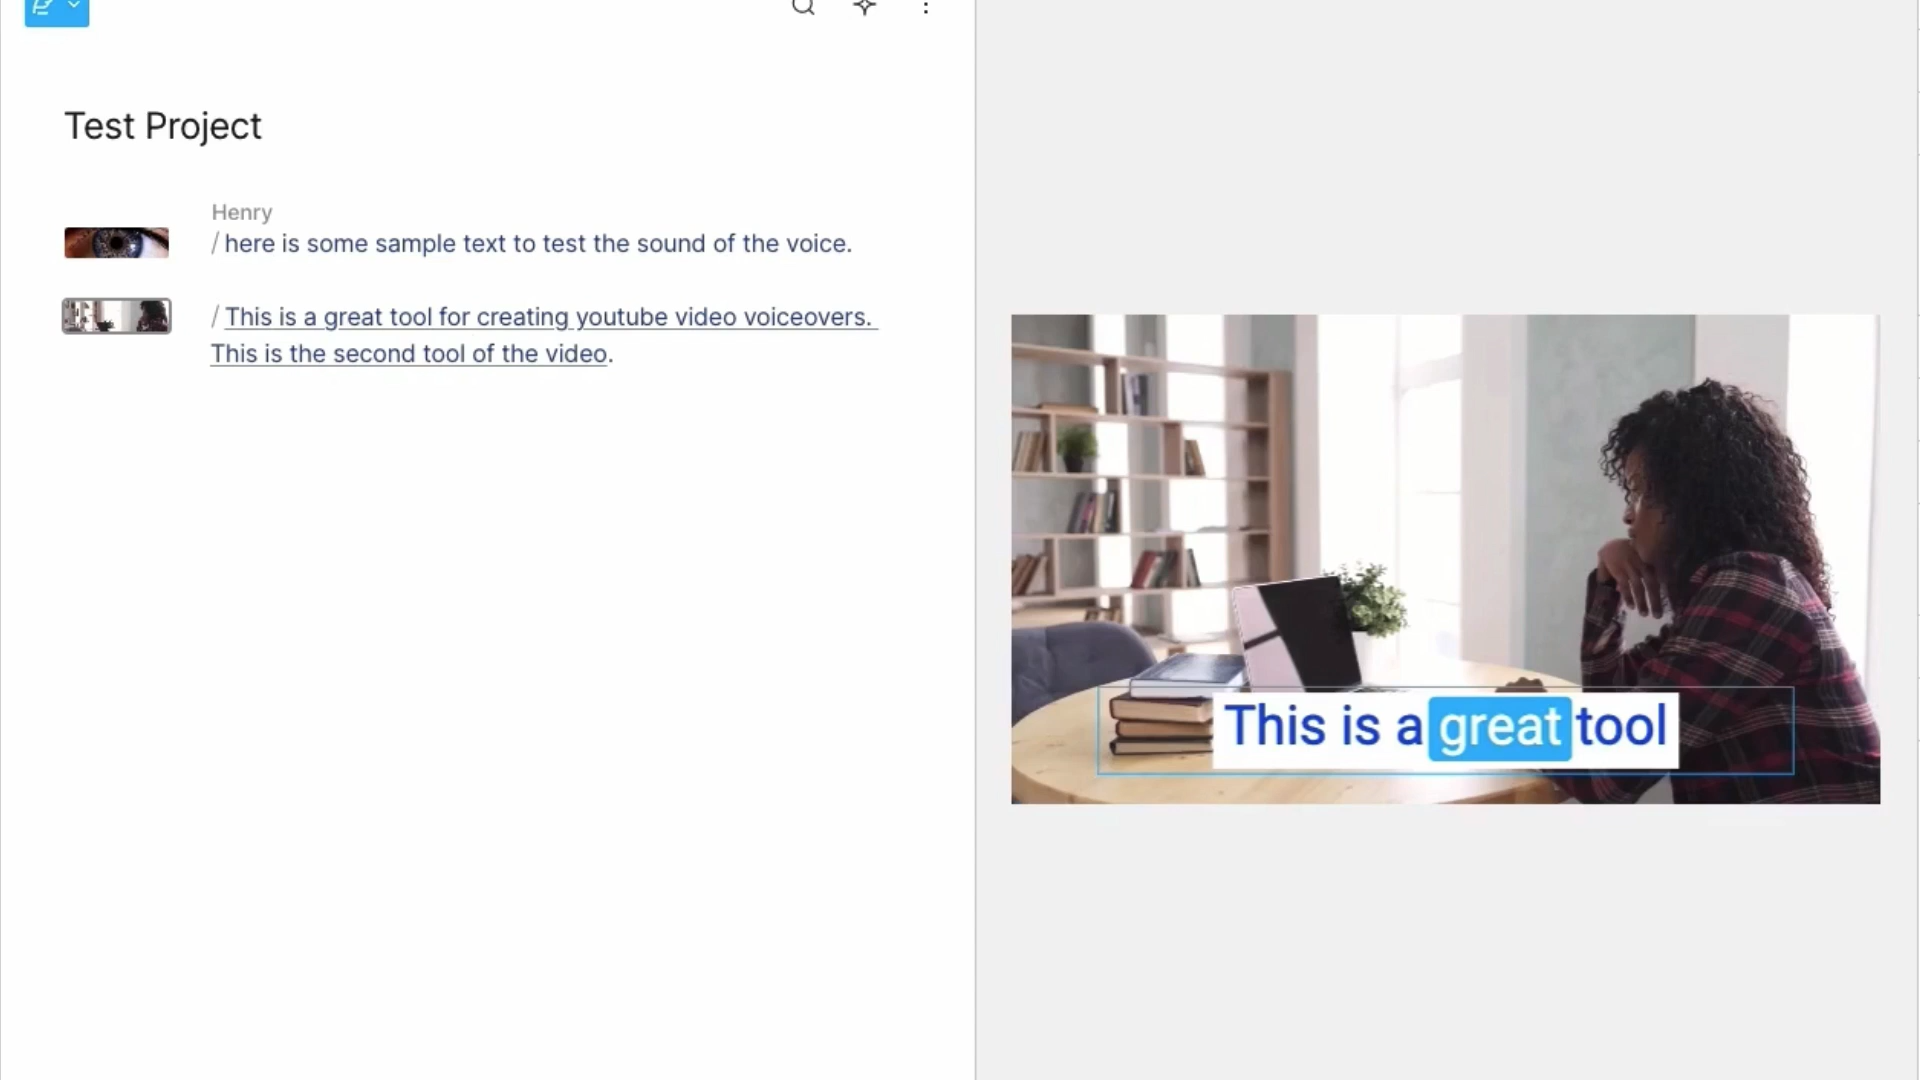 Test Project
Henry
/ here is some sample text to test the sound of the voice.
/ This is a great tool for creating youtube video voiceovers.
This is the second tool of the video.
This is a great tool